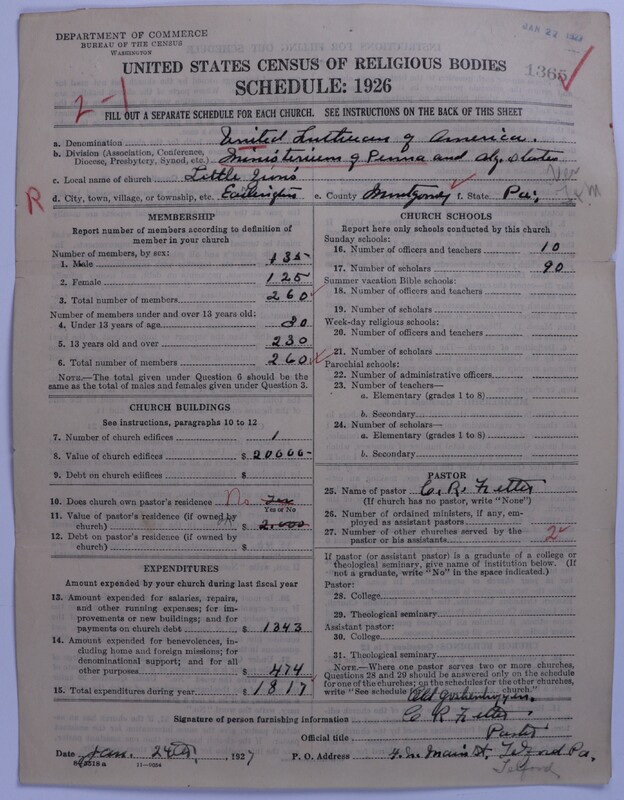 DEPARTMENT OF COMMERCE
BUREAU OF THE CENSUS
WASHINGTON
JAN 27 1927
1365
UNITED STATES CENSUS OF RELIGIOUS BODIES
SCHEDULE: 1926
2-1
FILL OUT A SEPARATE SCHEDULE FOR EACH CHURCH. SEE INSTRUCTIONS ON THE BACK OF THIS SHEET
a. Denomination United Lutheran of America.
b. Division (Association, Conference, Diocese, Presbytery, Synod, etc.) Ministerium of Penna and Adj. States
c. Local name of church Little Zion's
R
d. City, town, village, or township, etc. Earlington e. County Montgomery f. State Pa.
MEMBERSHIP
Report number of members according to definition of member in your church
Number of members, by sex:
1. Male 135
2. Female 125
3. Total number of members 260
Number of members under and over 13 years old:
4. Under 13 years of age 30
5. 13 years old and over 230
6. Total number of members 260
NOTE.—The total given under Question 6 should be the same as the total of males and females given under Question 3.
CHURCH BUILDINGS
See instructions, paragraphs 10 to 12
7. Number of church edifices 1
8. Value of church edifices $ 20000-
9. Debt on church edifices $
10. Does church own pastor's residence No Yes
Yes or No
11. Value of pastor's residence (if owned by church) $ 2,000
12. Debt on pastor's residence (if owned by church) $
EXPENDITURES
Amount expended by your church during last fiscal year
13. Amount expended for salaries, repairs, and other running expenses; for improvements or new buildings; and for payments on church debt $ 1343
14. Amount expended for benevolences, including home and foreign missions; for denominational support; and for all other purposes $ 474
15. Total expenditures during year $ 1817
CHURCH SCHOOLS
Report here only schools conducted by this church
Sunday schools:
16. Number of officers and teachers 10
17. Number of scholars 90
Summer vacation Bible schools:
18. Number of officers and teachers
19. Number of scholars
Week-day religious schools:
20. Number of officers and teachers
21. Number of scholars
Parochial schools:
22. Number of administrative officers
23. Number of teachers—
a. Elementary (grades 1 to 8)
b. Secondary
24. Number of scholars—
a. Elementary (grades 1 to 8)
b. Secondary
PASTOR
25. Name of pastor C. R. Fetter
(If church has no pastor, write "None")
26. Number of ordained ministers, if any, employed as assistant pastors
27. Number of other churches served by the pastor or his assistants 2
If pastor (or assistant pastor) is a graduate of a college or theological seminary, give name of institution below. (If not a graduate, write "No" in the space indicated.)
Pastor:
28. College
29. Theological seminary
Assistant pastor:
30. College
31. Theological seminary
NOTE.—Where one pastor serves two or more churches, Questions 28 and 29 should be answered only on the schedule for one of the churches; on the schedules for the other churches, write "See schedule for Old Goshenhoppen church."
Signature of person furnishing information C R Fetter
Official title Pastor
Date Jan. 24th, 1927 P. O. Address Main St, Telford Pa.
Telford
8-3318a 11-9084